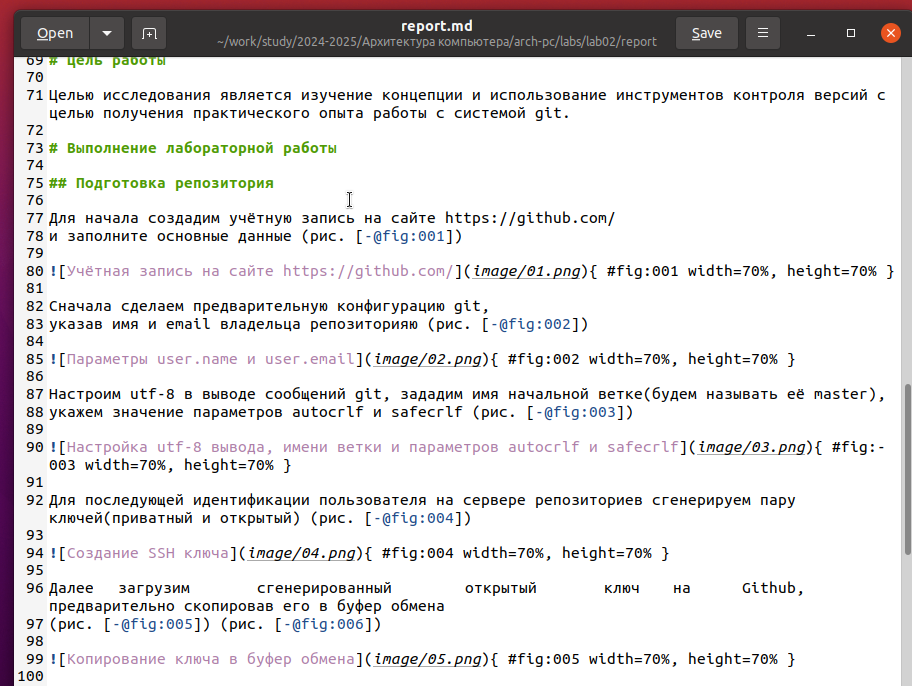 Open
report.md
~/work/study/2024-2025/Архитектура компьютера/arch-pc/labs/lab02/report
Save
69 # Цель работы
70
71 Целью исследования является изучение концепции и использование инструментов контроля версий с
целью получения практического опыта работы с системой git.
72
73 # Выполнение лабораторной работы
74
75 ## Подготовка репозитория
76
77 Для начала создадим учётную запись на сайте https://github.com/
78 и заполните основные данные (рис. [-@fig:001])
79
80 ![Учётная запись на сайте https://github.com/](image/01.png){ #fig:001 width=70%, height=70% }
81
82 Сначала сделаем предварительную конфигурацию git,
83 указав имя и email владельца репозиторияю (рис. [-@fig:002])
84
85 ![Параметры user.name и user.email](image/02.png){ #fig:002 width=70%, height=70% }
86
87 Настроим utf-8 в выводе сообщений git, зададим имя начальной ветке(будем называть её master),
88 укажем значение параметров autocrlf и safecrlf (рис. [-@fig:003])
89
90 ![Настройка utf-8 вывода, имени ветки и параметров autocrlf и safecrlf](image/03.png){ #fig:-
003 width=70%, height=70% }
91
92 Для последующей идентификации пользователя на сервере репозиториев сгенерируем пару
ключей(приватный и открытый) (рис. [-@fig:004])
93
94 ![Создание SSH ключа](image/04.png){ #fig:004 width=70%, height=70% }
95
96 Далее загрузим сгенерированный открытый ключ на Github,
предварительно скопировав его в буфер обмена
97 (рис. [-@fig:005]) (рис. [-@fig:006])
98
99 ![Копирование ключа в буфер обмена](image/05.png){ #fig:005 width=70%, height=70% }
100